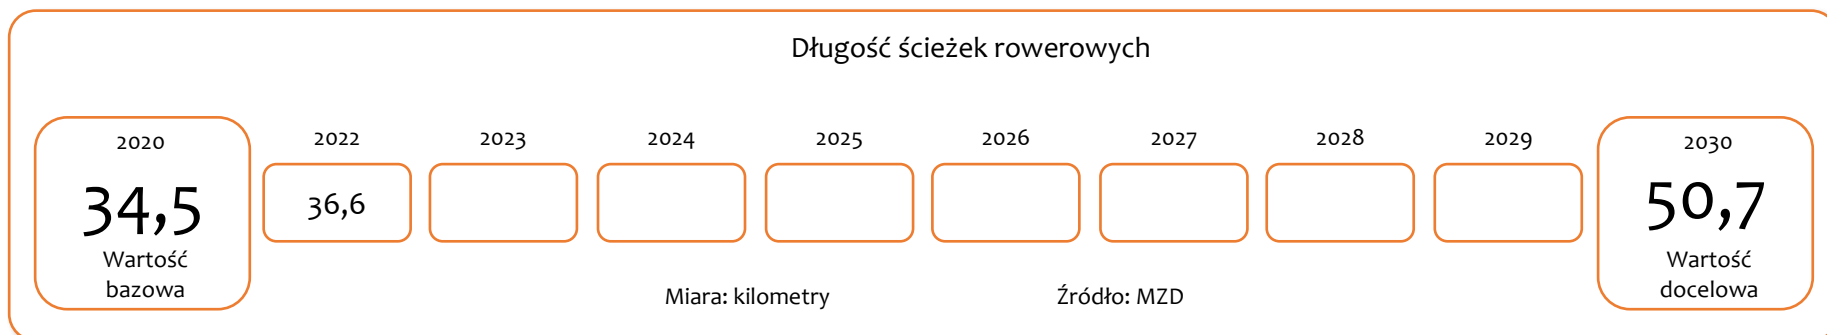 Długość ścieżek rowerowych
2020
34,5
Wartość
bazowa
2022
36,6
2023
2024
2025
2026
2027
2028
2029
2030
50,7
Wartość
docelowa
Miara: kilometry
Źródło: MZD